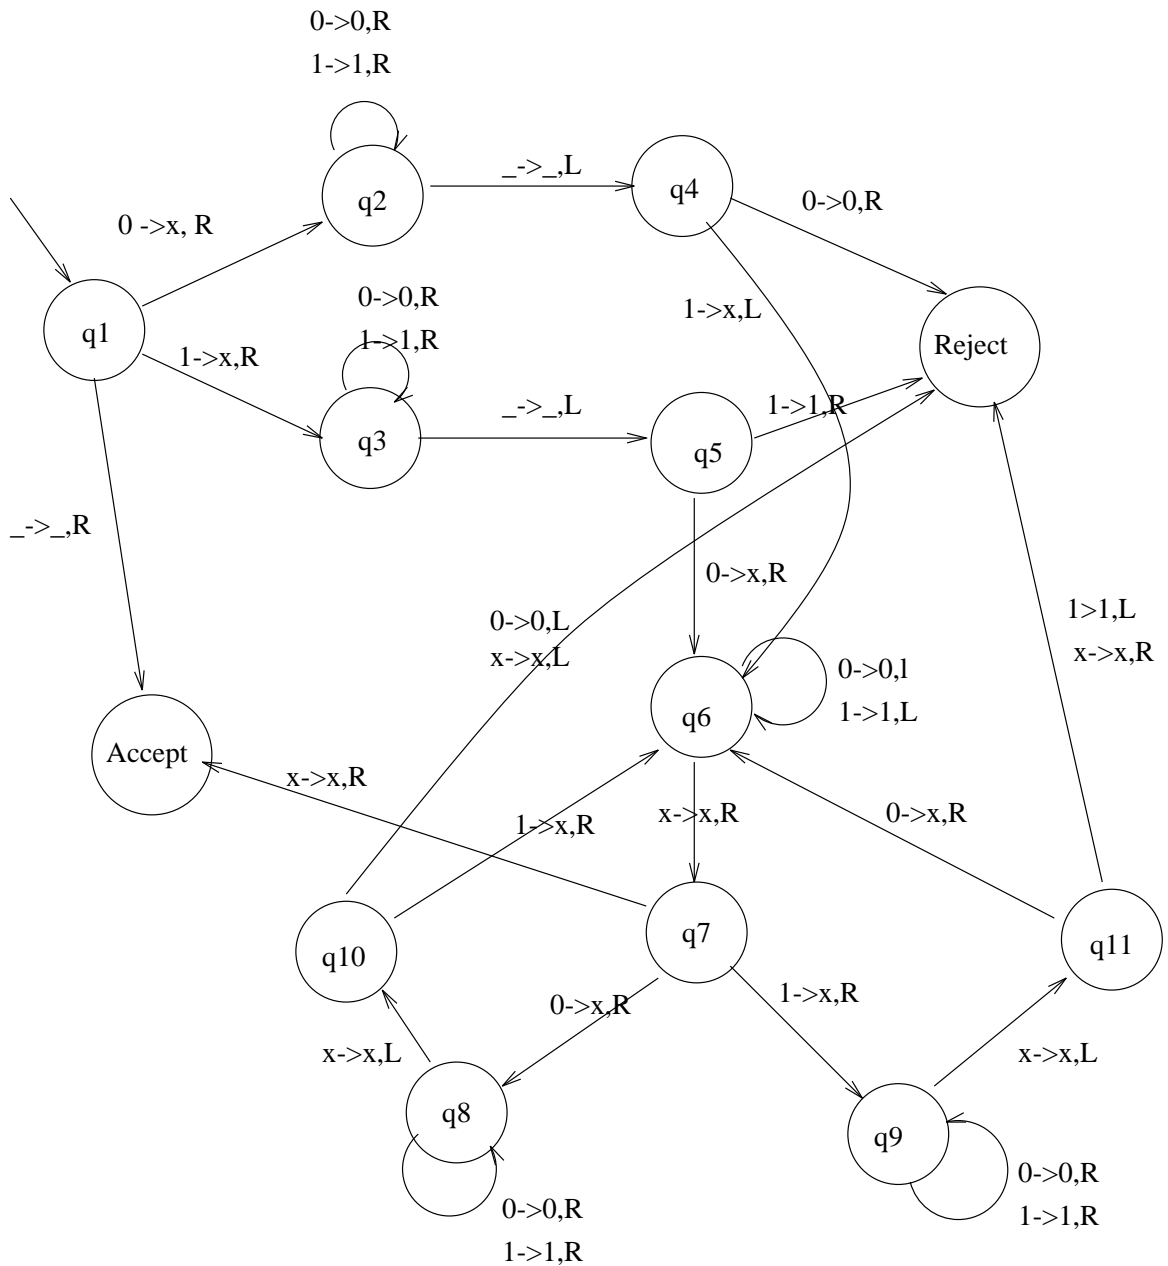 0->0,R
1->1,R
_->_,L
q4
q2
0->0,R
0 ->x, R
0->0,R
1->x,L
q1
1->1,R
Reject
1->x,R
_->_,L
1->1,R
q3
q5
_->_,R
0->x,R
1>1,L
0->0,L
x->x,R
x->x,L
0->0,l
1->1,L
q6
Accept
x->x,R
1->x,R
x->x,R
0->x,R
q7
q11
q10
1->x,R
0->x,R
x->x,L
x->x,L
q8
q9
0->0,R
1->1,R
0->0,R
1->1,R